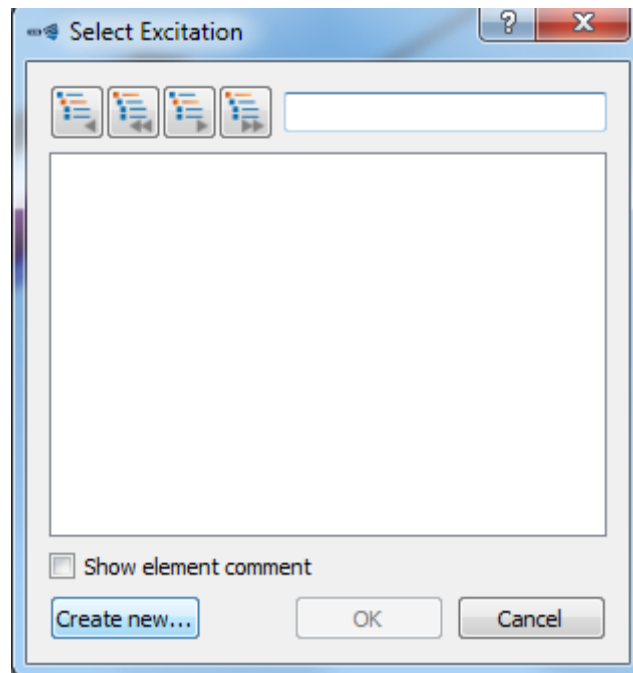 Select Excitation
Show element comment
Create new...
OK
Cancel